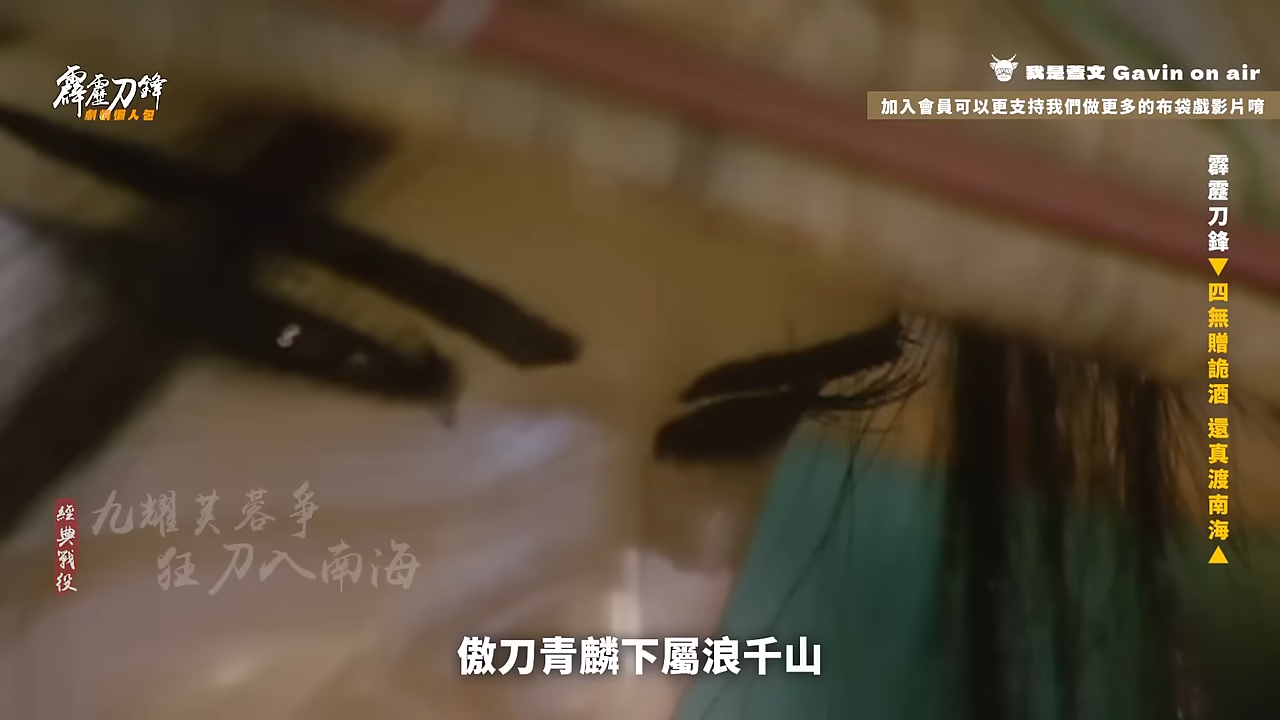 霹靂刀鋒
劇情懶人包
我是蓋文 Gavin on air
加入會員可以更支持我們做更多的布袋戲影片唷
霹靂刀鋒▼四無贈詭酒 還真渡南海▲
經典戰役
九耀芙蓉爭
狂刀入南海
傲刀青麟下屬浪千山